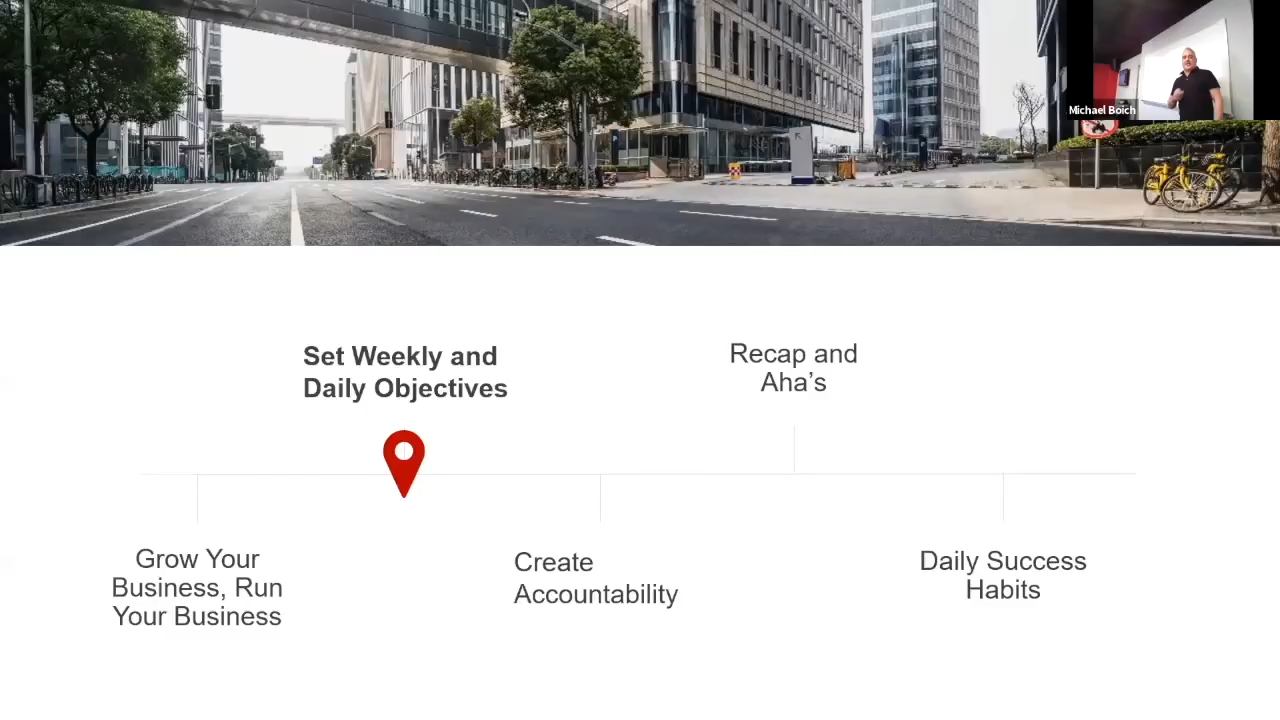 Michael Boich
Set Weekly and
Daily Objectives
Recap and
Aha’s
Grow Your
Business, Run
Your Business
Create
Accountability
Daily Success
Habits